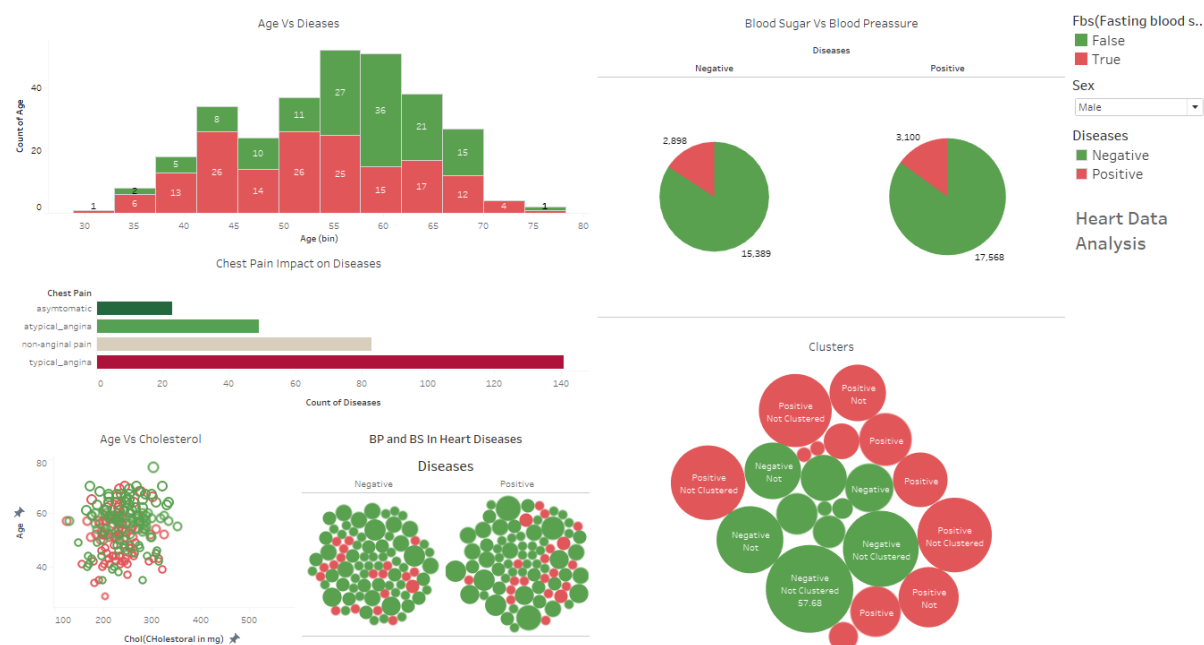 Age Vs Dieases
Count of Age
40
20
0
1
2
6
5
13
8
26
10
14
11
26
27
25
36
15
21
17
15
12
4
1
30
35
40
45
50
55
60
65
70
75
80
Age (bin)
Blood Sugar Vs Blood Preassure
Diseases
Negative
Positive
2,898
15,389
3,100
17,568
Fbs(Fasting blood s..
False
True
Sex
Male
Diseases
Negative
Positive
Heart Data
Analysis
Chest Pain Impact on Diseases
Chest Pain
asymtomatic
atypical_angina
non-anginal pain
typical_angina
0
20
40
60
80
100
120
140
Count of Diseases
Age Vs Cholesterol
80
60
40
Age
100
200
300
400
500
Chol(CHolestoral in mg)
BP and BS In Heart Diseases
Diseases
Negative
Positive
Clusters
Positive
Not
Positive
Not Clustered
Positive
Negative
Not
Positive
Not Clustered
Negative
Positive
Negative
Not
Negative
Not Clustered
Positive
Not Clustered
Negative
Not Clustered
57.68
Positive
Positive
Not